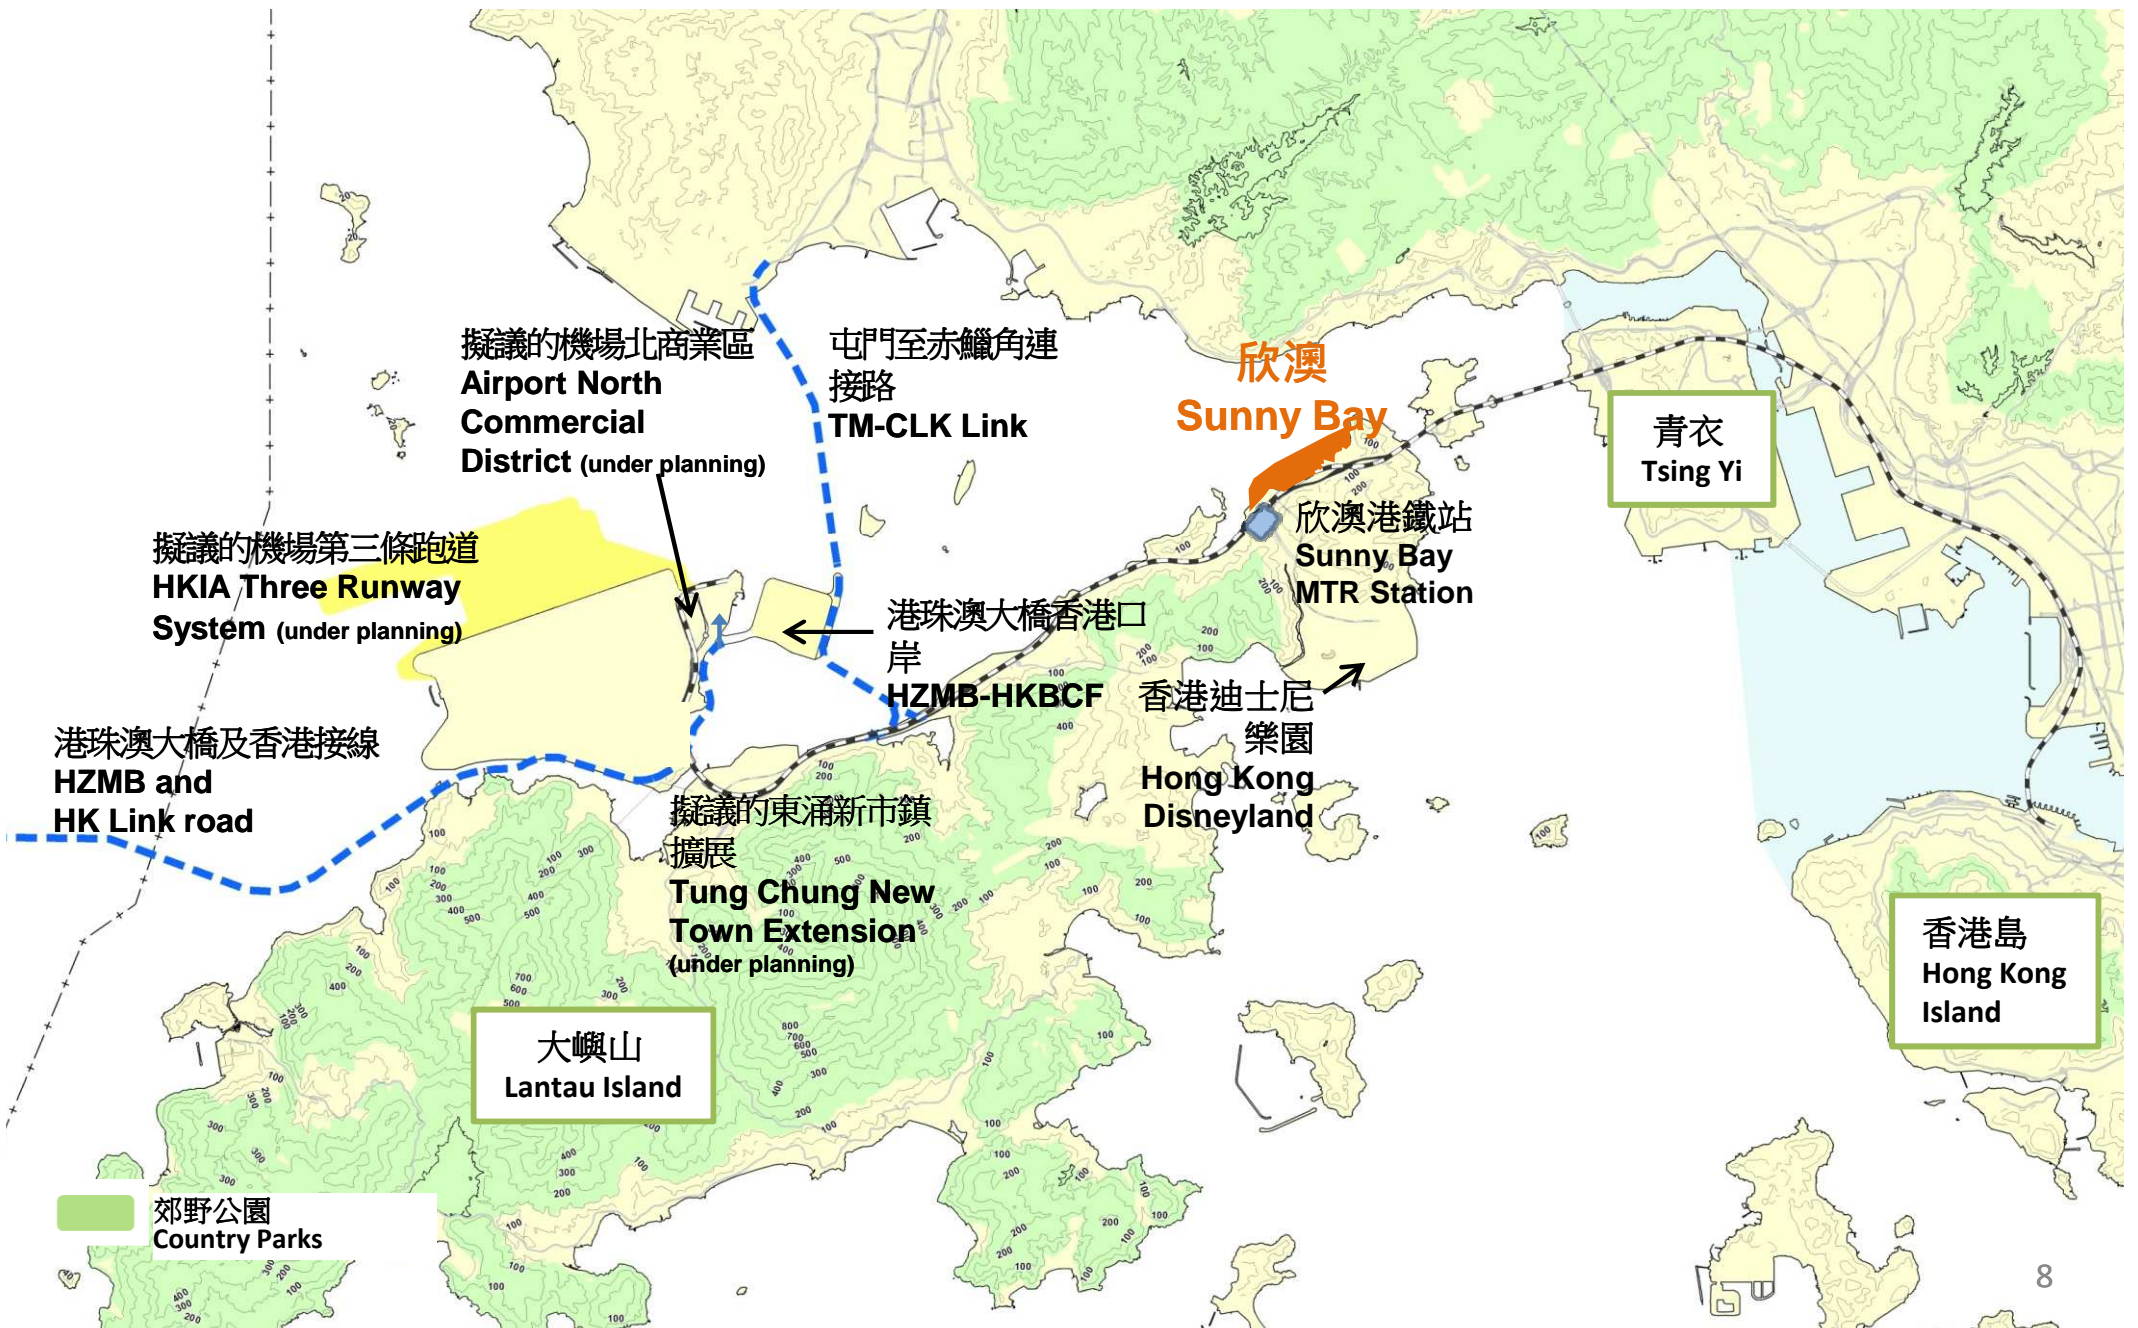 欣澳
Sunny Bay
擬議的機場北商業區
Airport North
Commercial
District (under planning)
屯門至赤鱲角連
接路
TM-CLK Link
青衣
Tsing Yi
擬議的機場第三條跑道
HKIA Three Runway
System (under planning)
欣澳港鐵站
Sunny Bay
MTR Station
港珠澳大橋香港口
岸
HZMB-HKBCF
香港迪士尼
樂園
Hong Kong
Disneyland
港珠澳大橋及香港接線
HZMB and
HK Link road
擬議的東涌新市鎮
擴展
Tung Chung New
Town Extension
(under planning)
香港島
Hong Kong
Island
大嶼山
Lantau Island
郊野公園
Country Parks
8